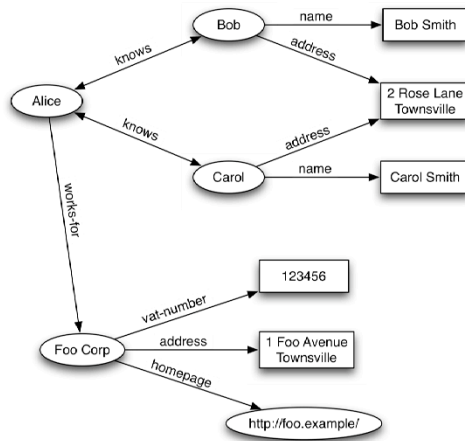 Bob
name
Bob Smith
knows
address
Alice
2 Rose Lane
Townsville
knows
address
Carol
name
Carol Smith
works-for
123456
vat-number
Foo Corp
address
1 Foo Avenue
Townsville
homepage
http://foo.example/